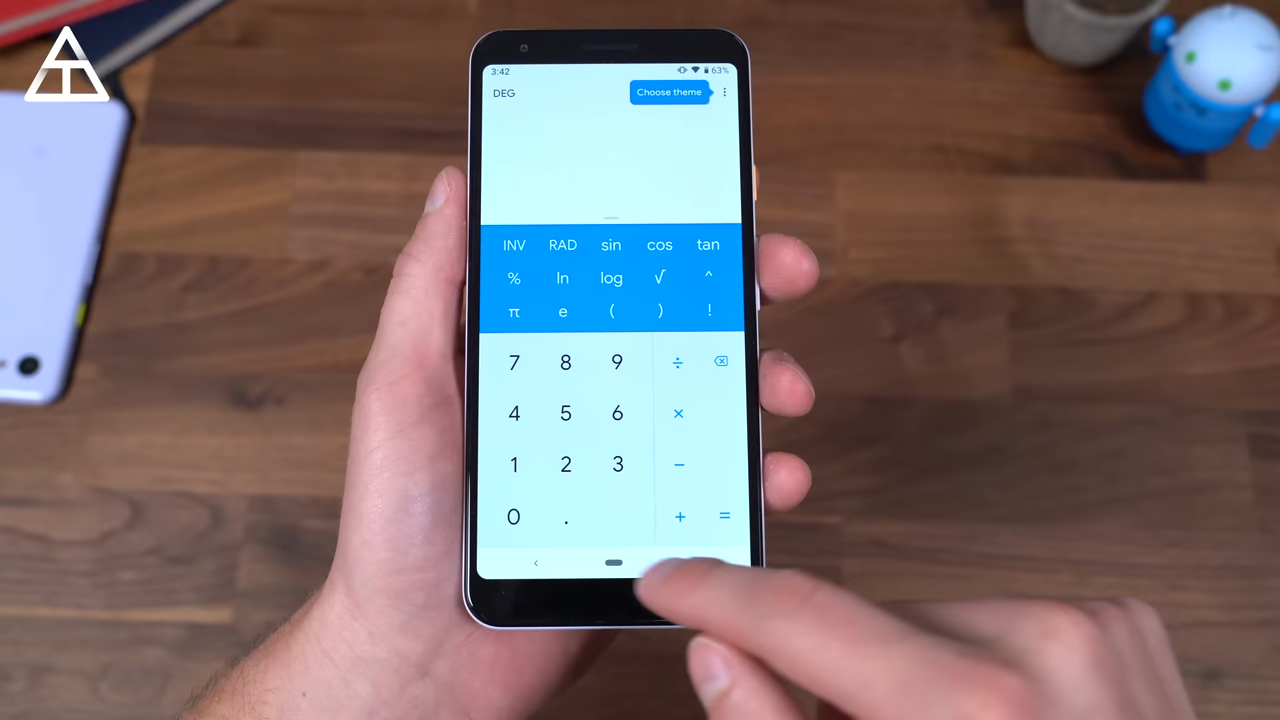 3:42 63%
DEG Choose theme
INV RAD sin cos tan
% ln log √ ^
π e ( ) !
7 8 9 ÷
4 5 6 ×
1 2 3 −
0 . + =